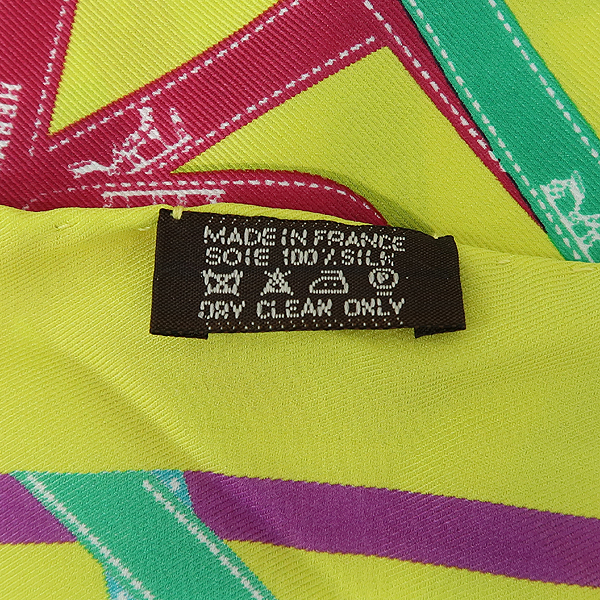 MADE IN FRANCE
SOIE 100% SILK
DRY CLEAN ONLY